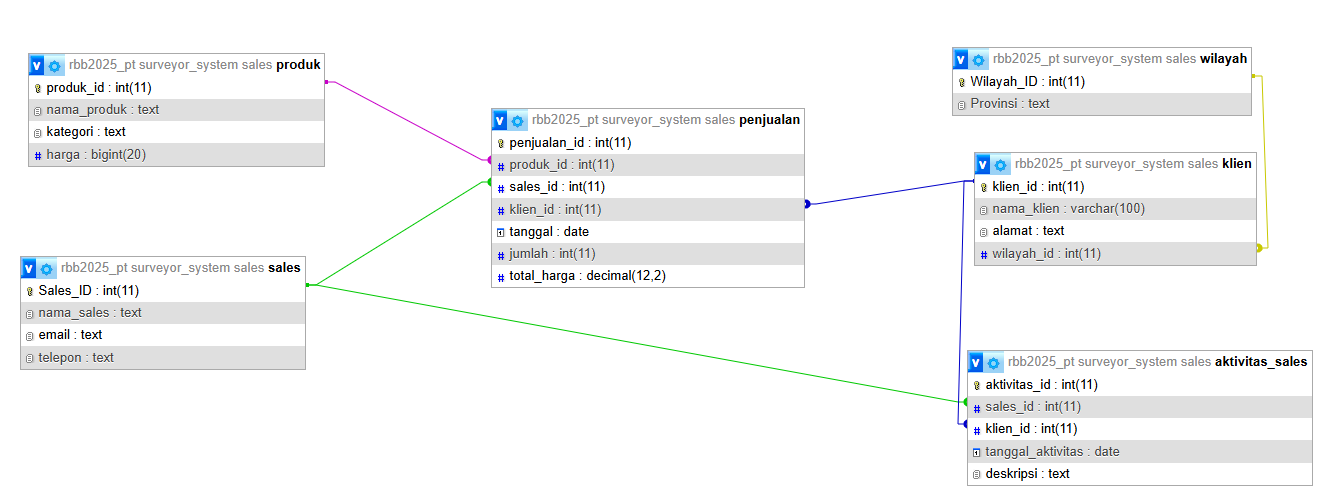 rbb2025_pt surveyor_system sales produk
produk_id : int(11)
nama_produk : text
kategori : text
harga : bigint(20)
rbb2025_pt surveyor_system sales penjualan
penjualan_id : int(11)
produk_id : int(11)
sales_id : int(11)
klien_id : int(11)
tanggal : date
jumlah : int(11)
total_harga : decimal(12,2)
rbb2025_pt surveyor_system sales wilayah
Wilayah_ID : int(11)
Provinsi : text
rbb2025_pt surveyor_system sales klien
klien_id : int(11)
nama_klien : varchar(100)
alamat : text
wilayah_id : int(11)
rbb2025_pt surveyor_system sales sales
Sales_ID : int(11)
nama_sales : text
email : text
telepon : text
rbb2025_pt surveyor_system sales aktivitas_sales
aktivitas_id : int(11)
sales_id : int(11)
klien_id : int(11)
tanggal_aktivitas : date
deskripsi : text